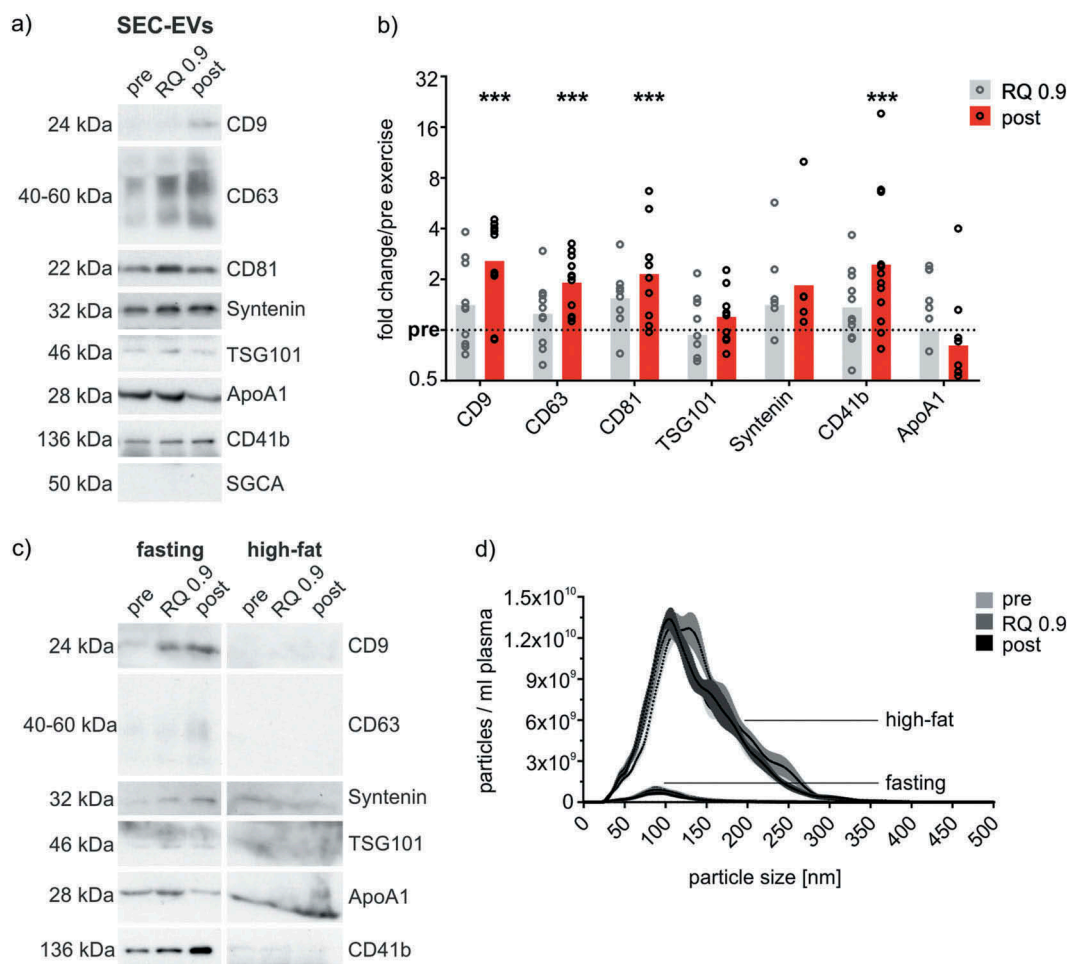 a)
SEC-EVs
pre RQ 0.9 post
24 kDa CD9
40-60 kDa CD63
22 kDa CD81
32 kDa Syntenin
46 kDa TSG101
28 kDa ApoA1
136 kDa CD41b
50 kDa SGCA
b)
fold change/pre exercise
32
16
8
4
2
pre
0.5
*** *** *** ***
RQ 0.9
post
CD9 CD63 CD81 TSG101 Syntenin CD41b ApoA1
c)
fasting high-fat
pre RQ 0.9 post pre RQ 0.9 post
24 kDa CD9
40-60 kDa CD63
32 kDa Syntenin
46 kDa TSG101
28 kDa ApoA1
136 kDa CD41b
d)
particles / ml plasma
1.5x10¹⁰
1.2x10¹⁰
9x10⁹
6x10⁹
3x10⁹
0
pre
RQ 0.9
post
high-fat
fasting
0 50 100 150 200 250 300 350 400 450 500
particle size [nm]